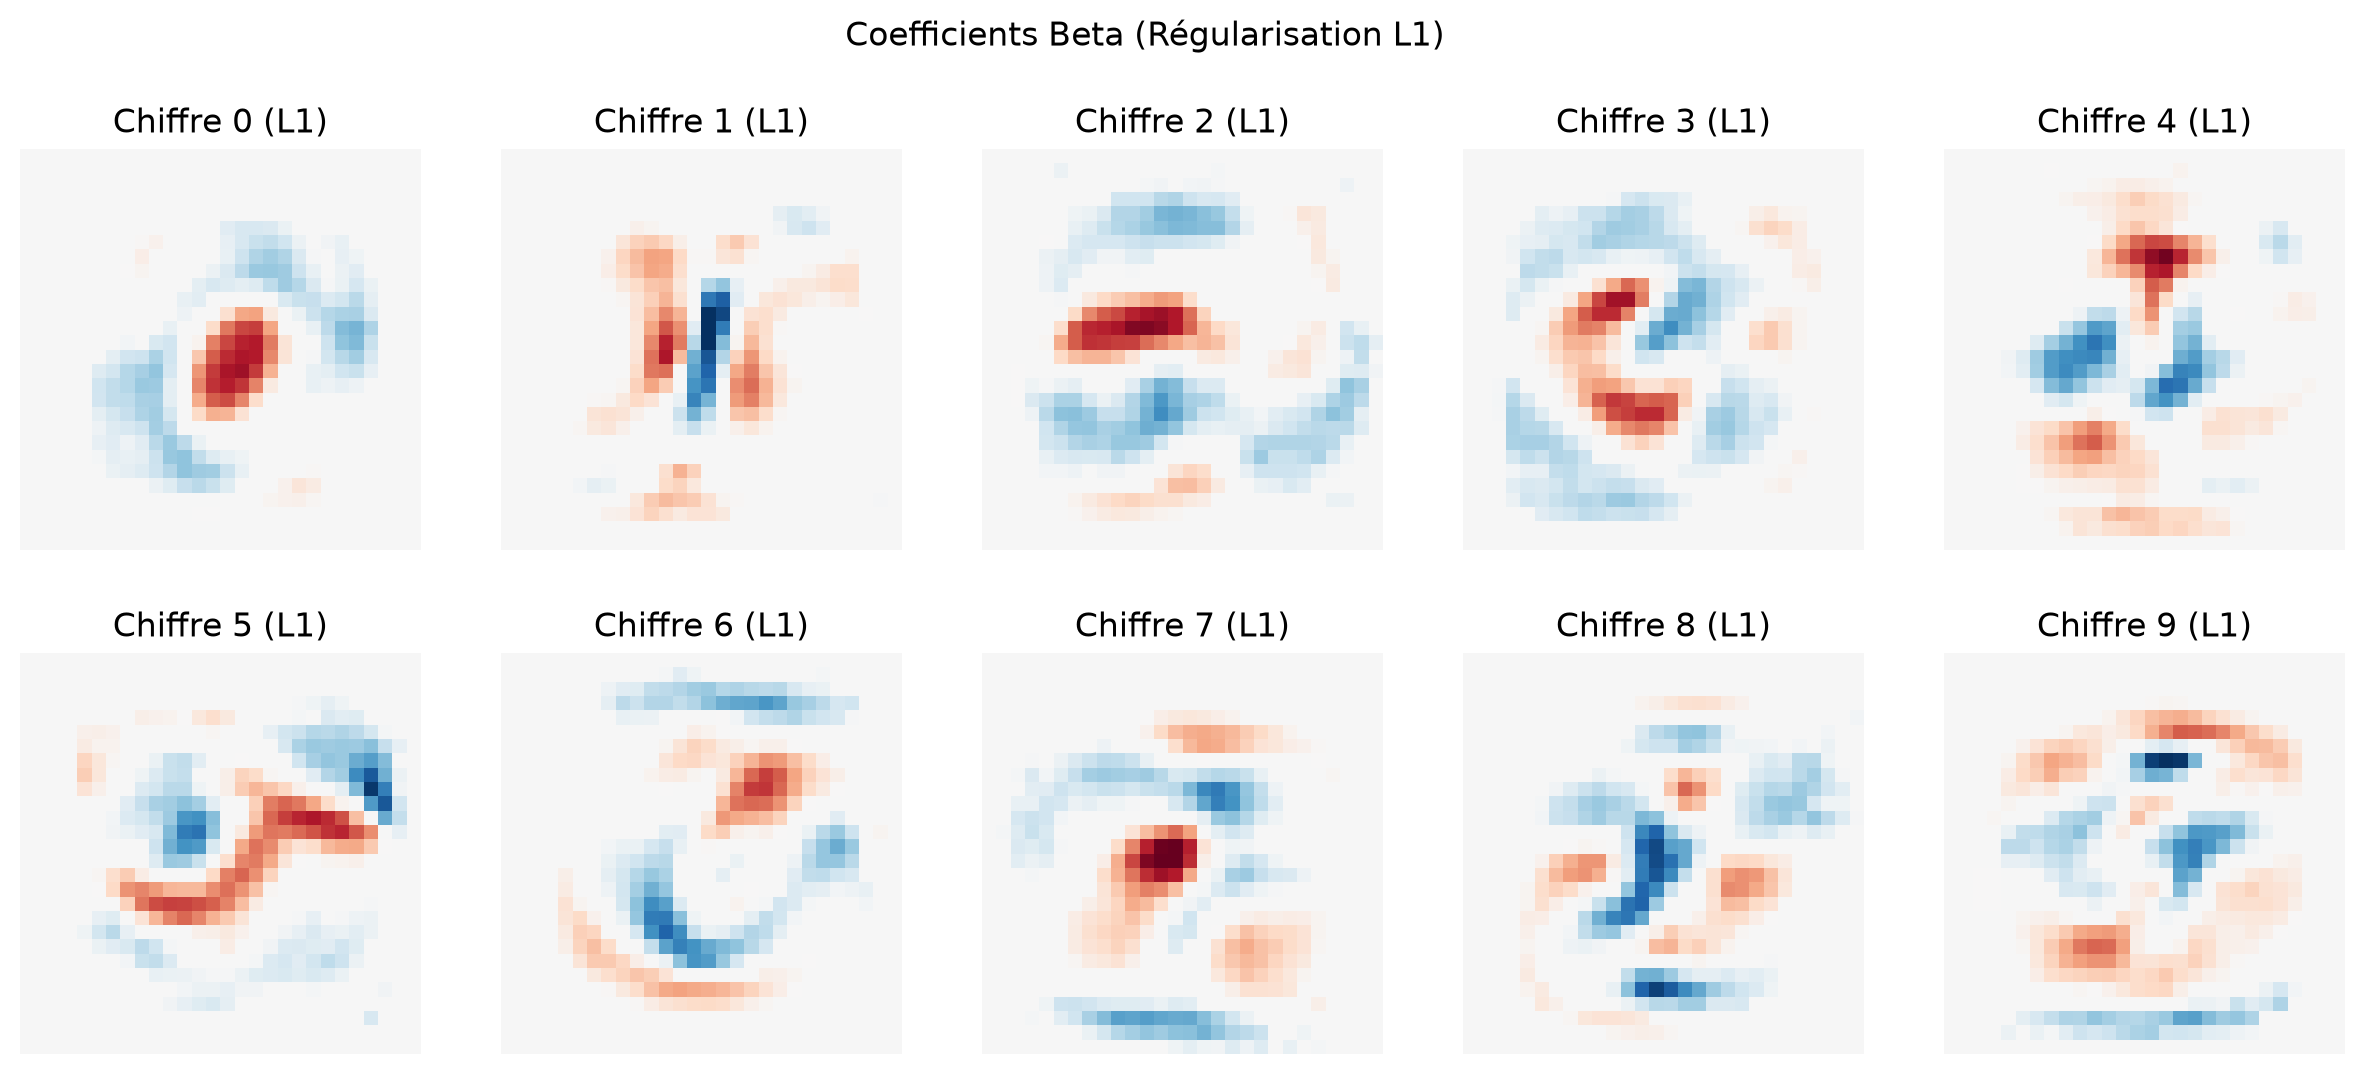 Coefficients Beta (Régularisation L1)
Chiffre 0 (L1)
Chiffre 1 (L1)
Chiffre 2 (L1)
Chiffre 3 (L1)
Chiffre 4 (L1)
Chiffre 5 (L1)
Chiffre 6 (L1)
Chiffre 7 (L1)
Chiffre 8 (L1)
Chiffre 9 (L1)